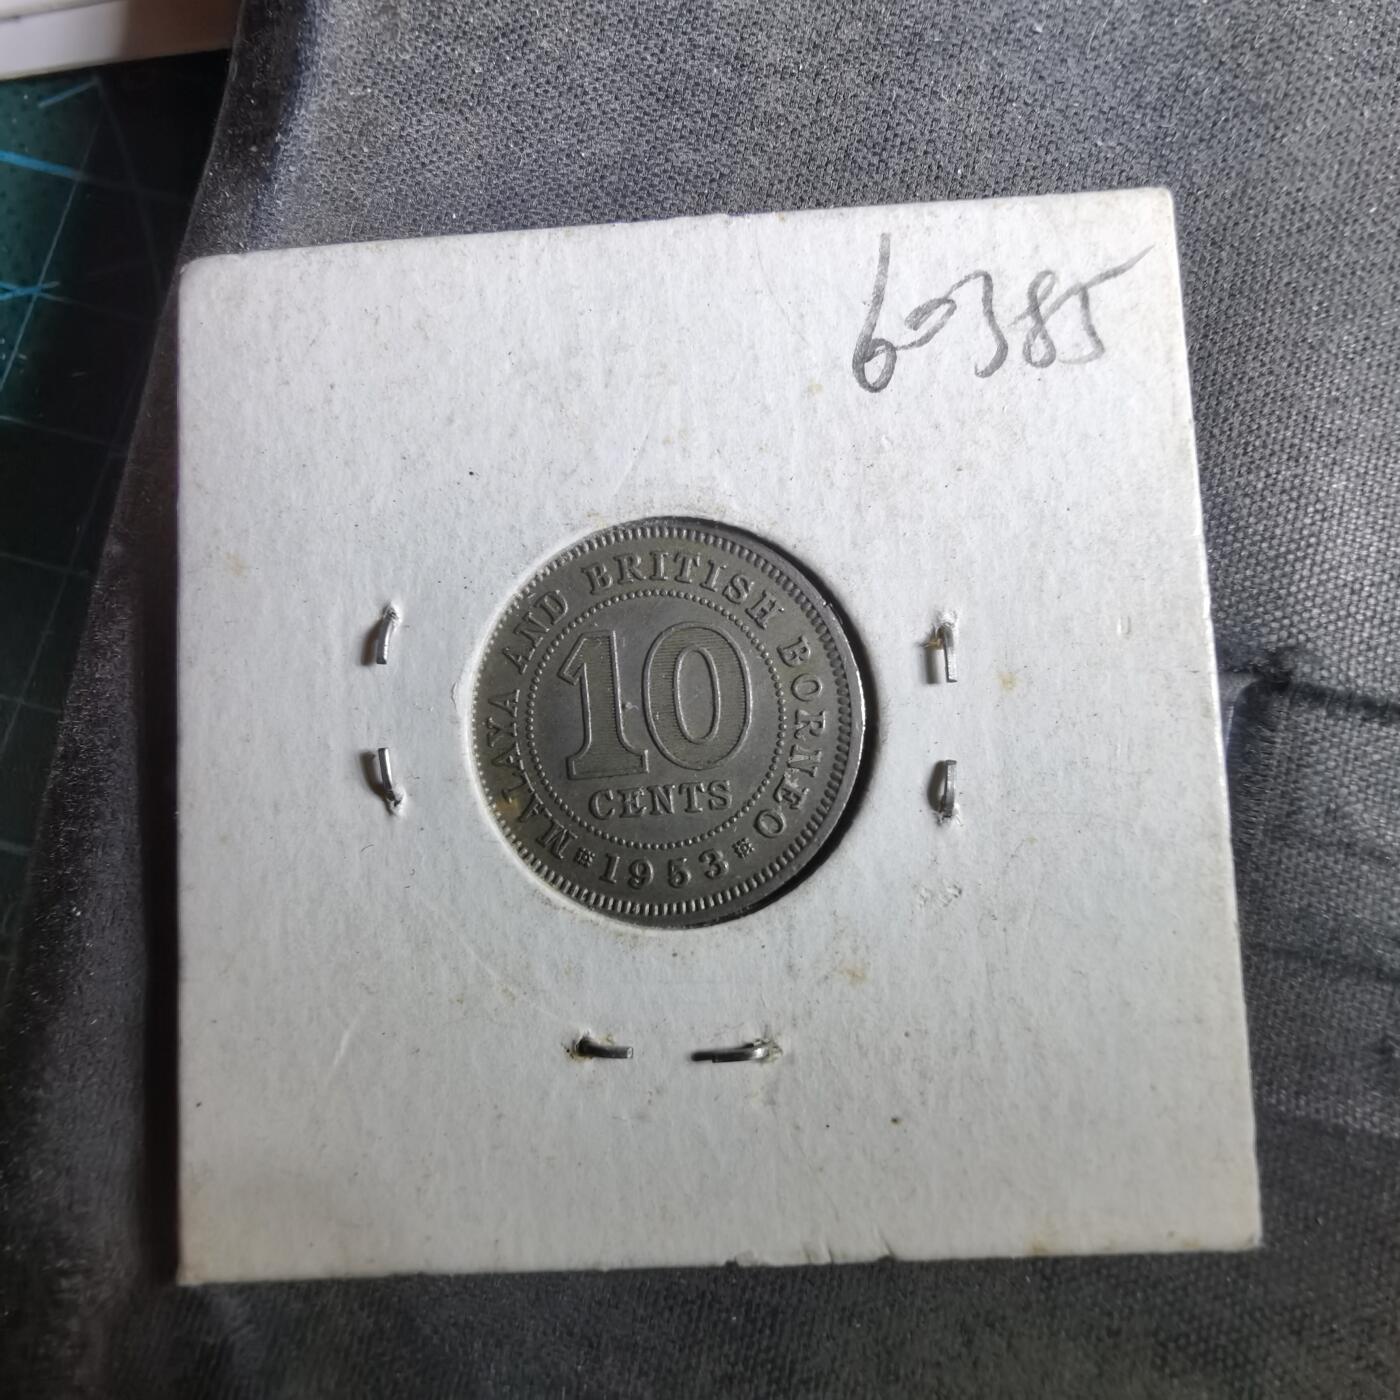 60385
MALAYA AND BRITISH BORNEO
10
CENTS
1953